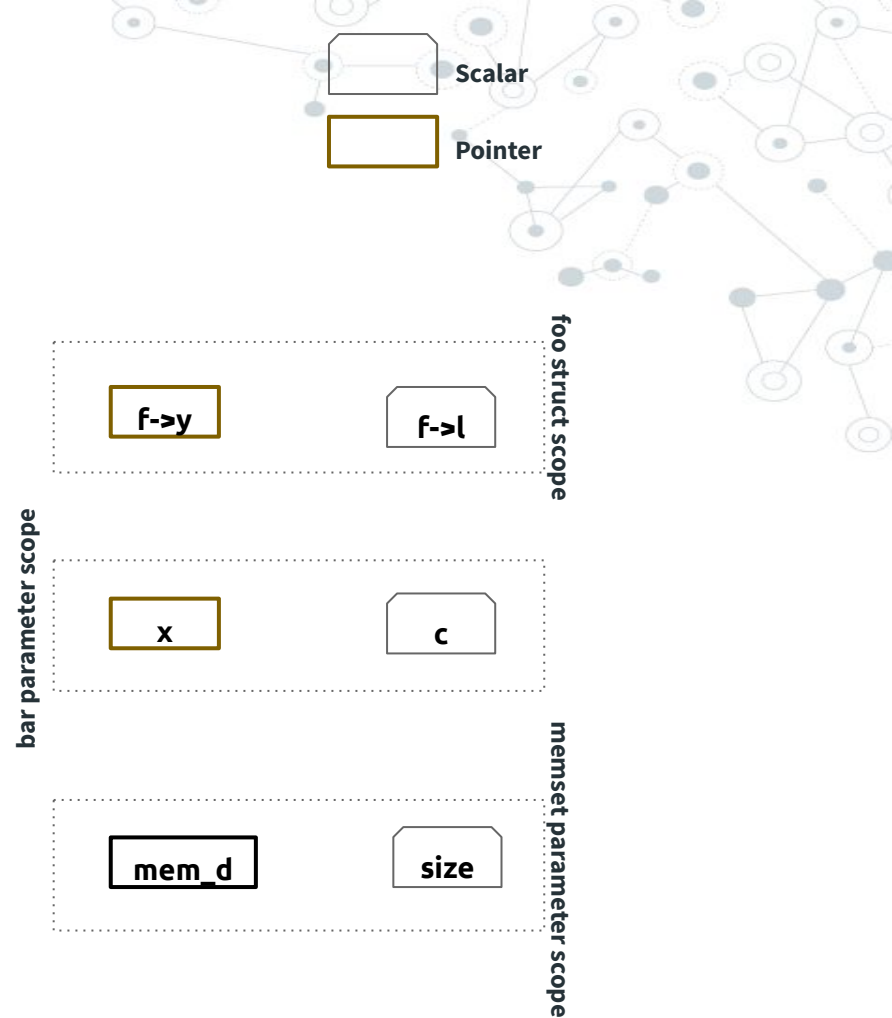 Scalar
Pointer
foo struct scope
f->y
f->l
bar parameter scope
x
c
memset parameter scope
mem_d
size